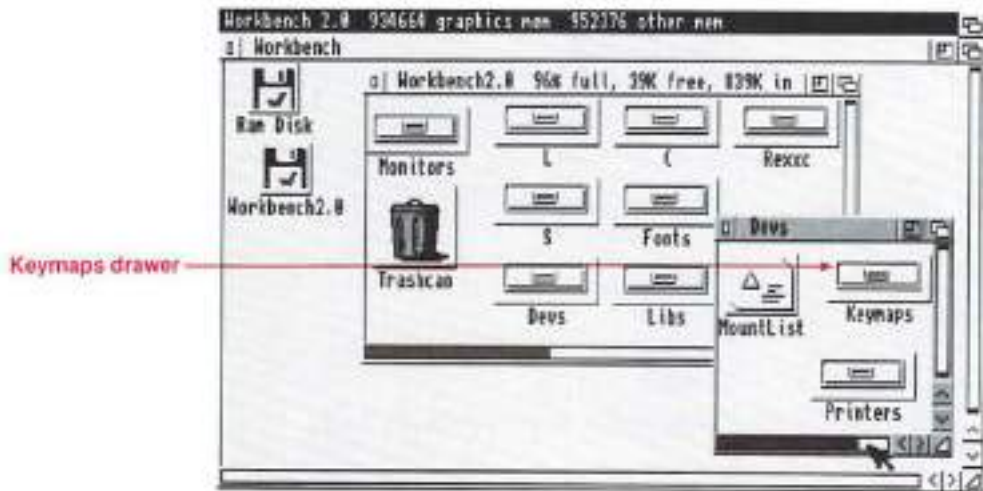 Workbench 2.0 934660 graphics mem 952376 other mem
Workbench
Workbench2.0 96% full, 39K free, 839K in
Ram Disk
Workbench2.0
Monitors
L
C
Rexxc
Trashcan
S
Fonts
Devs
Libs
Keymaps drawer
Devs
MountList
Keymaps
Printers